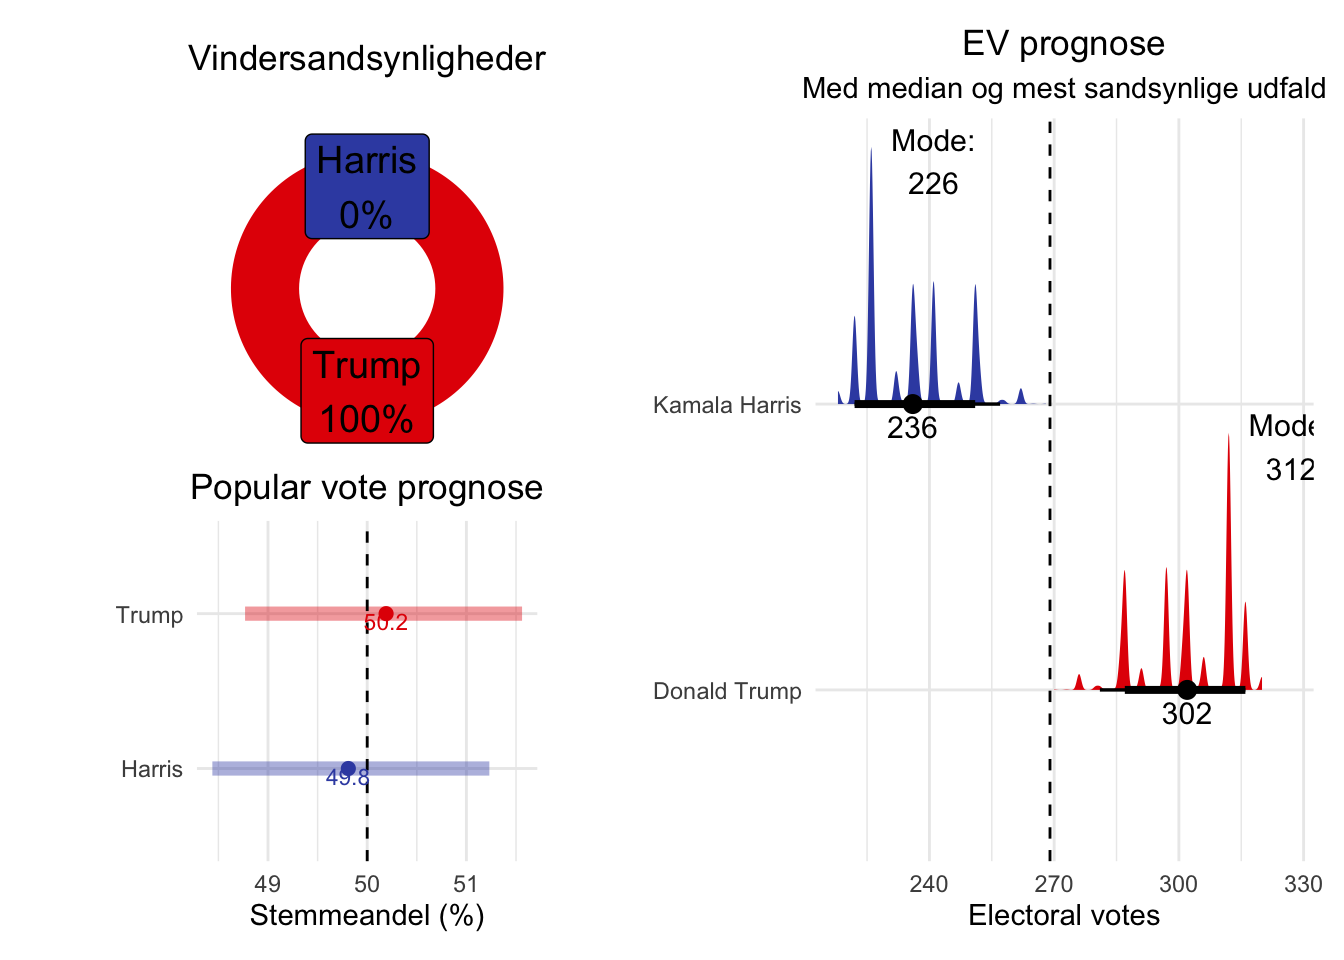 Vindersandsynligheder
Harris
0%
Trump
100%
Popular vote prognose
Trump
50.2
Harris
49.8
49 50 51
Stemmeandel (%)
EV prognose
Med median og mest sandsynlige udfald
Mode:
226
Kamala Harris
236
Mode
312
Donald Trump
302
240 270 300 330
Electoral votes